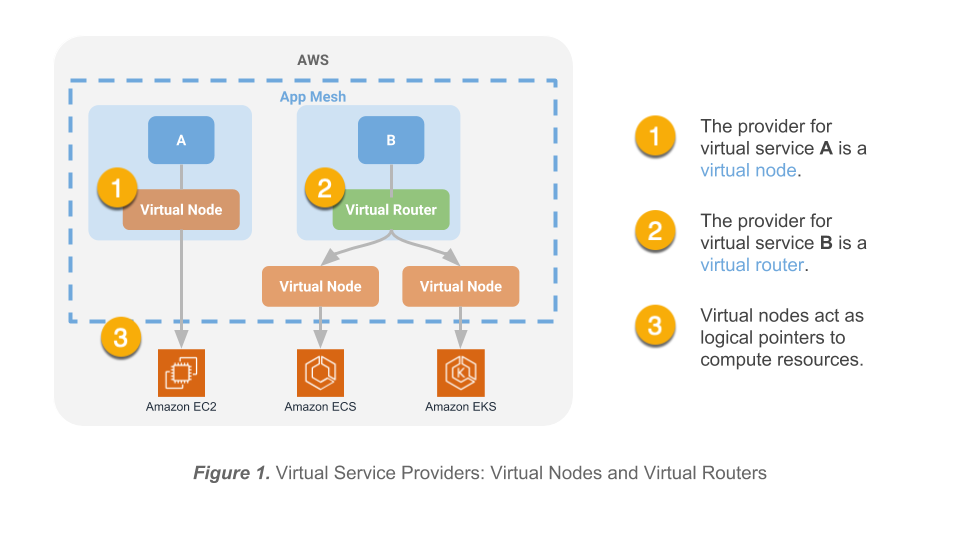 AWS
App Mesh
A
B
1
Virtual Node
2
Virtual Router
Virtual Node
Virtual Node
3
K
Amazon EC2
Amazon ECS
Amazon EKS
1
The provider for
virtual service A is a
virtual node.
2
The provider for
virtual service B is a
virtual router.
3
Virtual nodes act as
logical pointers to
compute resources.
Figure 1. Virtual Service Providers: Virtual Nodes and Virtual Routers